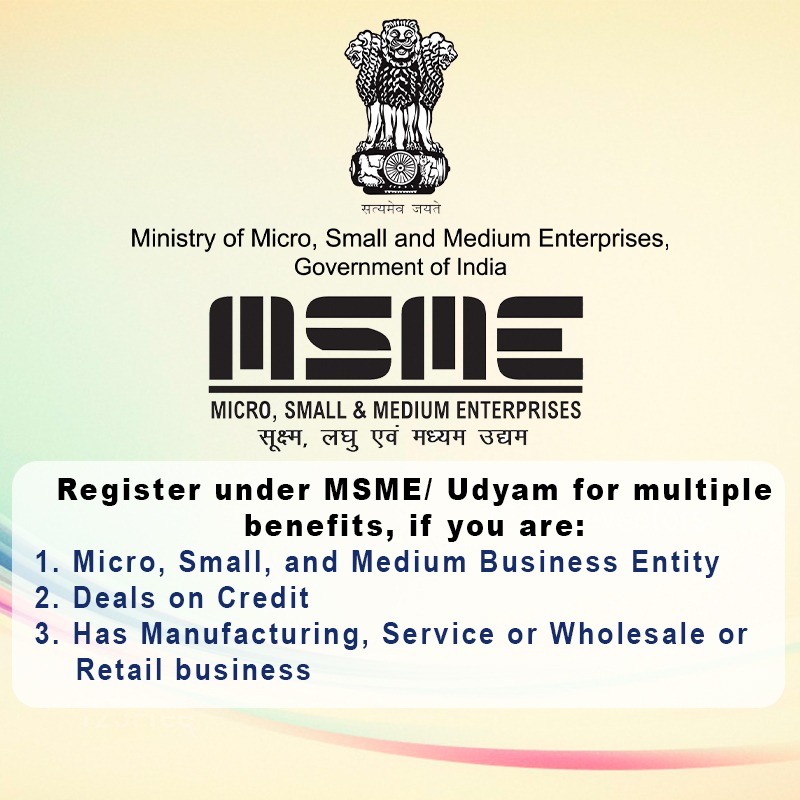 सत्यमेव जयते
Ministry of Micro, Small and Medium Enterprises,
Government of India
MSME
MICRO, SMALL & MEDIUM ENTERPRISES
सूक्ष्म, लघु एवं मध्यम उद्यम
Register under MSME/ Udyam for multiple
benefits, if you are:
1. Micro, Small, and Medium Business Entity
2. Deals on Credit
3. Has Manufacturing, Service or Wholesale or
Retail business